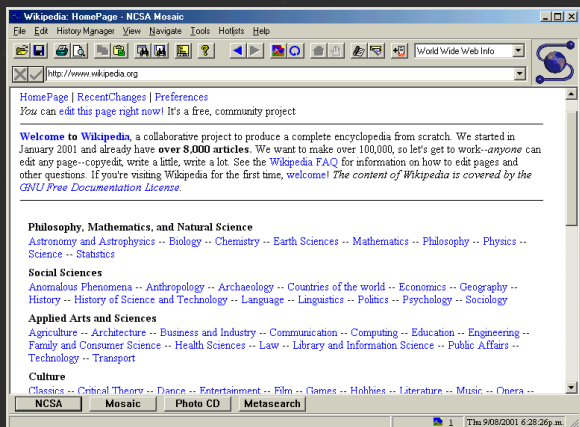 Wikipedia: HomePage - NCSA Mosaic
File Edit History Manager View Navigate Tools Hotlists Help
World Wide Web Info
http://www.wikipedia.org
HomePage | RecentChanges | Preferences
You can edit this page right now! It's a free, community project
Welcome to Wikipedia, a collaborative project to produce a complete encyclopedia from scratch. We started in
January 2001 and already have over 8,000 articles. We want to make over 100,000, so let's get to work--anyone can
edit any page--copyedit, write a little, write a lot. See the Wikipedia FAQ for information on how to edit pages and
other questions. If you're visiting Wikipedia for the first time, welcome! The content of Wikipedia is covered by the
GNU Free Documentation License.
Philosophy, Mathematics, and Natural Science
Astronomy and Astrophysics -- Biology -- Chemistry -- Earth Sciences -- Mathematics -- Philosophy -- Physics --
Science -- Statistics
Social Sciences
Anomalous Phenomena -- Anthropology -- Archaeology -- Countries of the world -- Economics -- Geography --
History -- History of Science and Technology -- Language -- Linguistics -- Politics -- Psychology -- Sociology
Applied Arts and Sciences
Agriculture -- Architecture -- Business and Industry -- Communication -- Computing -- Education -- Engineering --
Family and Consumer Science -- Health Sciences -- Law -- Library and Information Science -- Public Affairs --
Technology -- Transport
Culture
Classics -- Critical Theory -- Dance -- Entertainment -- Film -- Games -- Hobbies -- Literature -- Music -- Opera --
NCSA Mosaic Photo CD Metasearch
1 Thu 9/08/2001 6:28:26p.m.